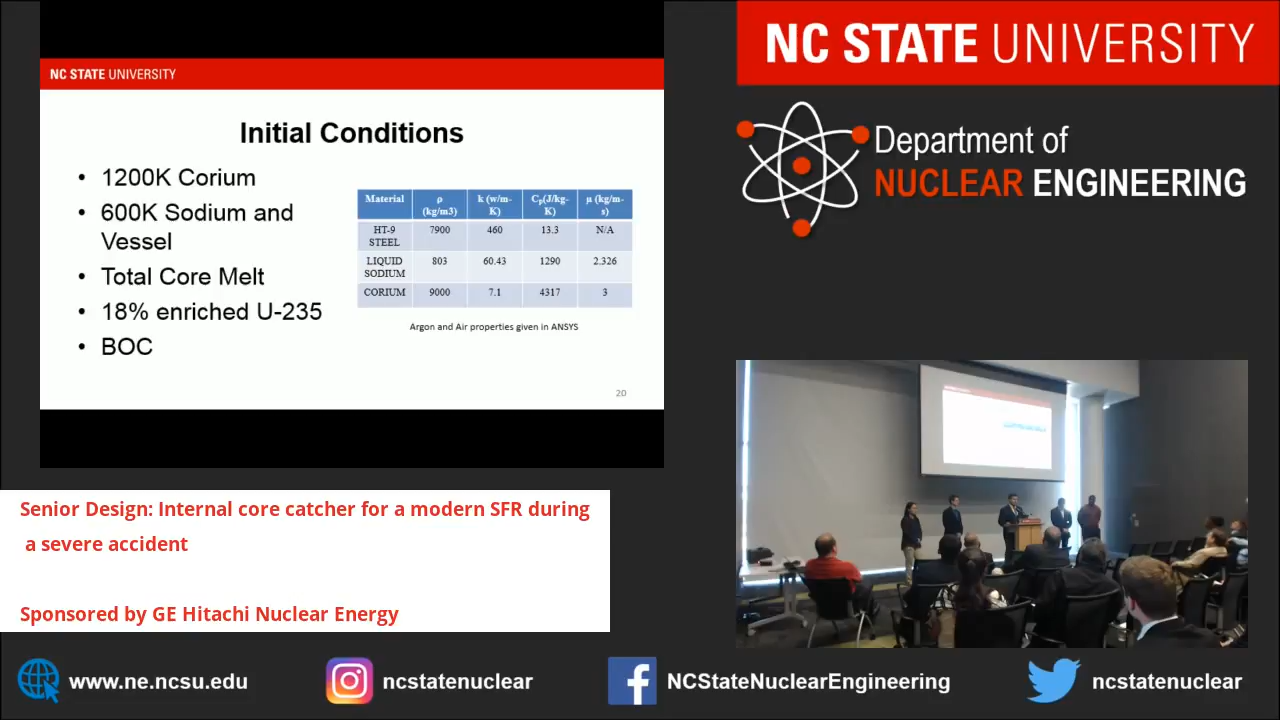 NC STATE UNIVERSITY
Initial Conditions
• 1200K Corium
• 600K Sodium and
Vessel
• Total Core Melt
• 18% enriched U-235
• BOC
Material ρ (kg/m3) k (w/m-K) Cp(J/kg-K) μ (kg/m-s)
HT-9 STEEL 7900 460 13.3 N/A
LIQUID SODIUM 803 60.43 1290 2.326
CORIUM 9000 7.1 4317 3
Argon and Air properties given in ANSYS
20
NC STATE UNIVERSITY
Department of
NUCLEAR ENGINEERING
Senior Design: Internal core catcher for a modern SFR during
a severe accident
Sponsored by GE Hitachi Nuclear Energy
www.ne.ncsu.edu
ncstatenuclear
NCStateNuclearEngineering
ncstatenuclear